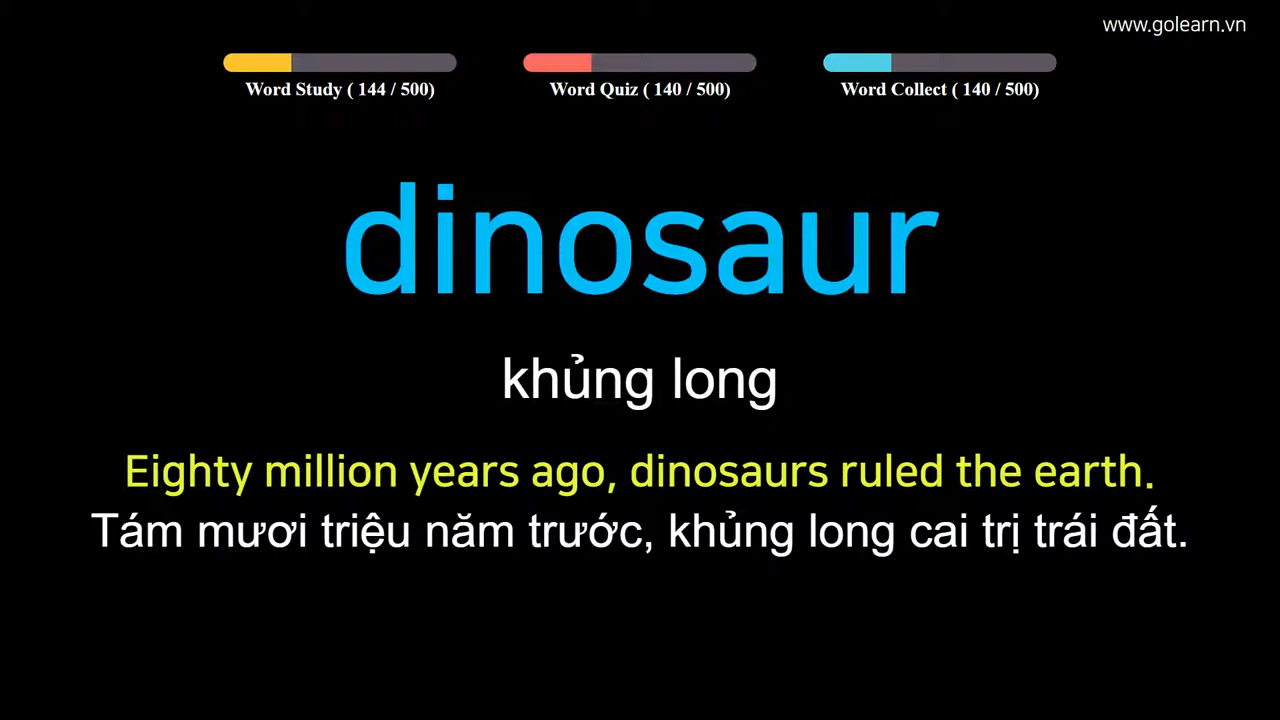 www.golearn.vn
Word Study ( 144 / 500)
Word Quiz ( 140 / 500)
Word Collect ( 140 / 500)
dinosaur
khủng long
Eighty million years ago, dinosaurs ruled the earth.
Tám mươi triệu năm trước, khủng long cai trị trái đất.